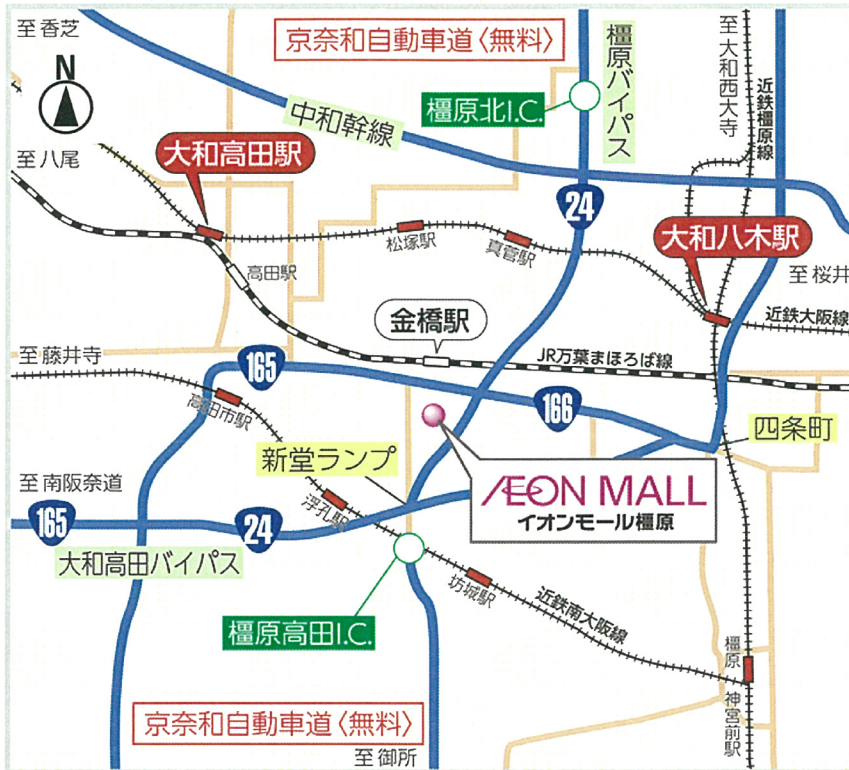 至香芝
京奈和自動車道〈無料〉
橿原バイパス
至大和西大寺
近鉄橿原線
N
中和幹線
橿原北I.C.
至八尾
大和高田駅
24
大和八木駅
松塚駅
真菅駅
高田駅
至桜井
金橋駅
近鉄大阪線
至藤井寺
JR万葉まほろば線
165
166
高田市駅
四条町
新堂ランプ
至南阪奈道
ÆON MALL
イオンモール橿原
浮孔駅
165
24
大和高田バイパス
坊城駅
近鉄南大阪線
橿原高田I.C.
橿原神宮前駅
京奈和自動車道〈無料〉
至御所